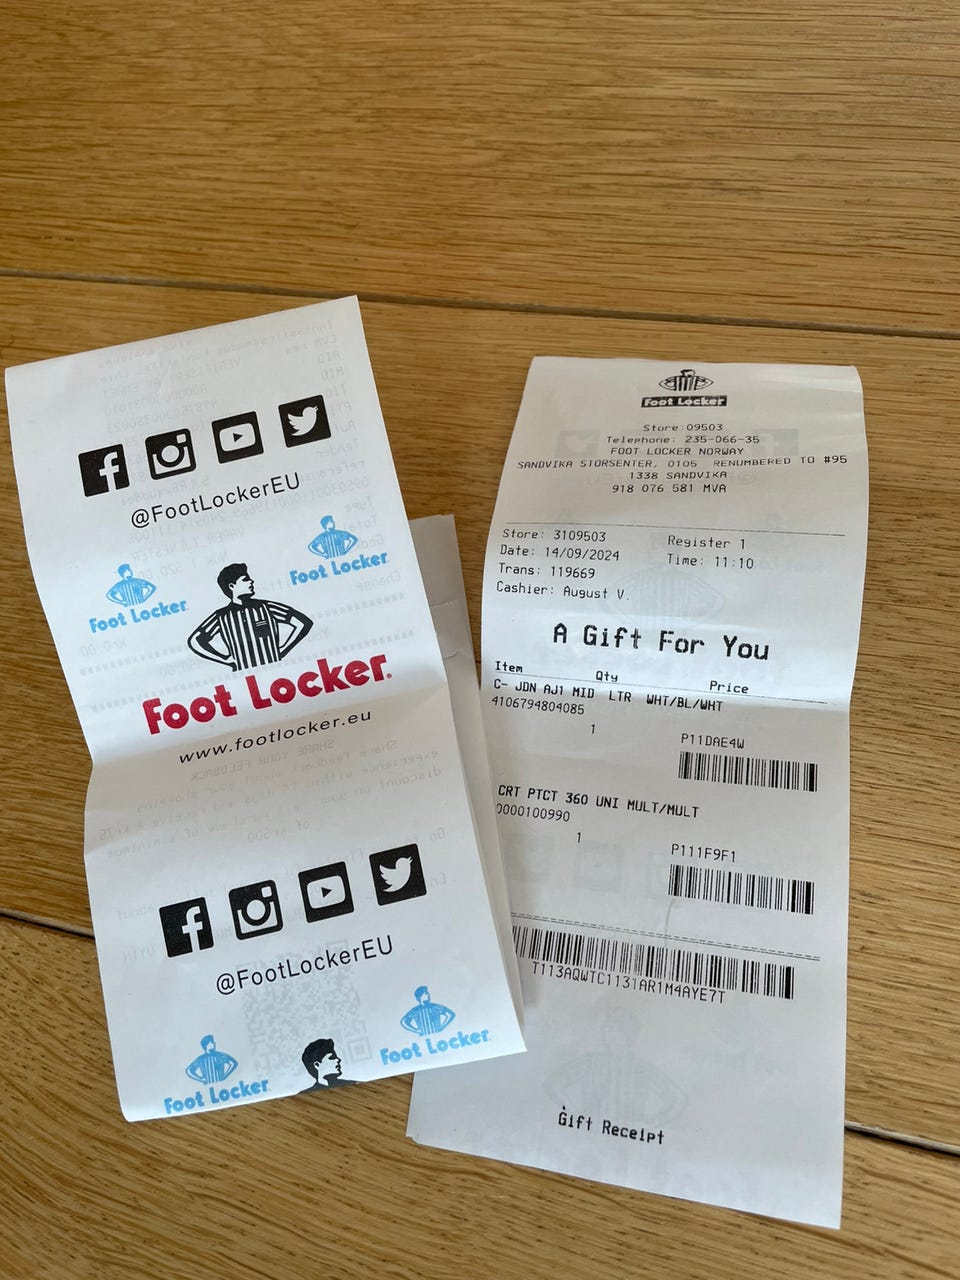 @FootLockerEU
Foot Locker
Foot Locker
Foot Locker.
www.footlocker.eu
@FootLockerEU
Foot Locker
Foot Locker
Foot Locker
Store:09503
Telephone: 235-066-35
FOOT LOCKER NORWAY
SANDVIKA STORSENTER, 0105 RENUMBERED TO #95
1338 SANDVIKA
918 076 581 MVA
Store: 3109503 Register 1
Date: 14/09/2024 Time: 11:10
Trans: 119669
Cashier: August V.
A Gift For You
Item Qty Price
C- JDN AJ1 MID LTR WHT/BL/WHT
4106794804085
1 P11DAE4W
CRT PTCT 360 UNI MULT/MULT
0000100990
1 P111F9F1
T113AQWTC1131AR1M4AYE7T
Gift Receipt